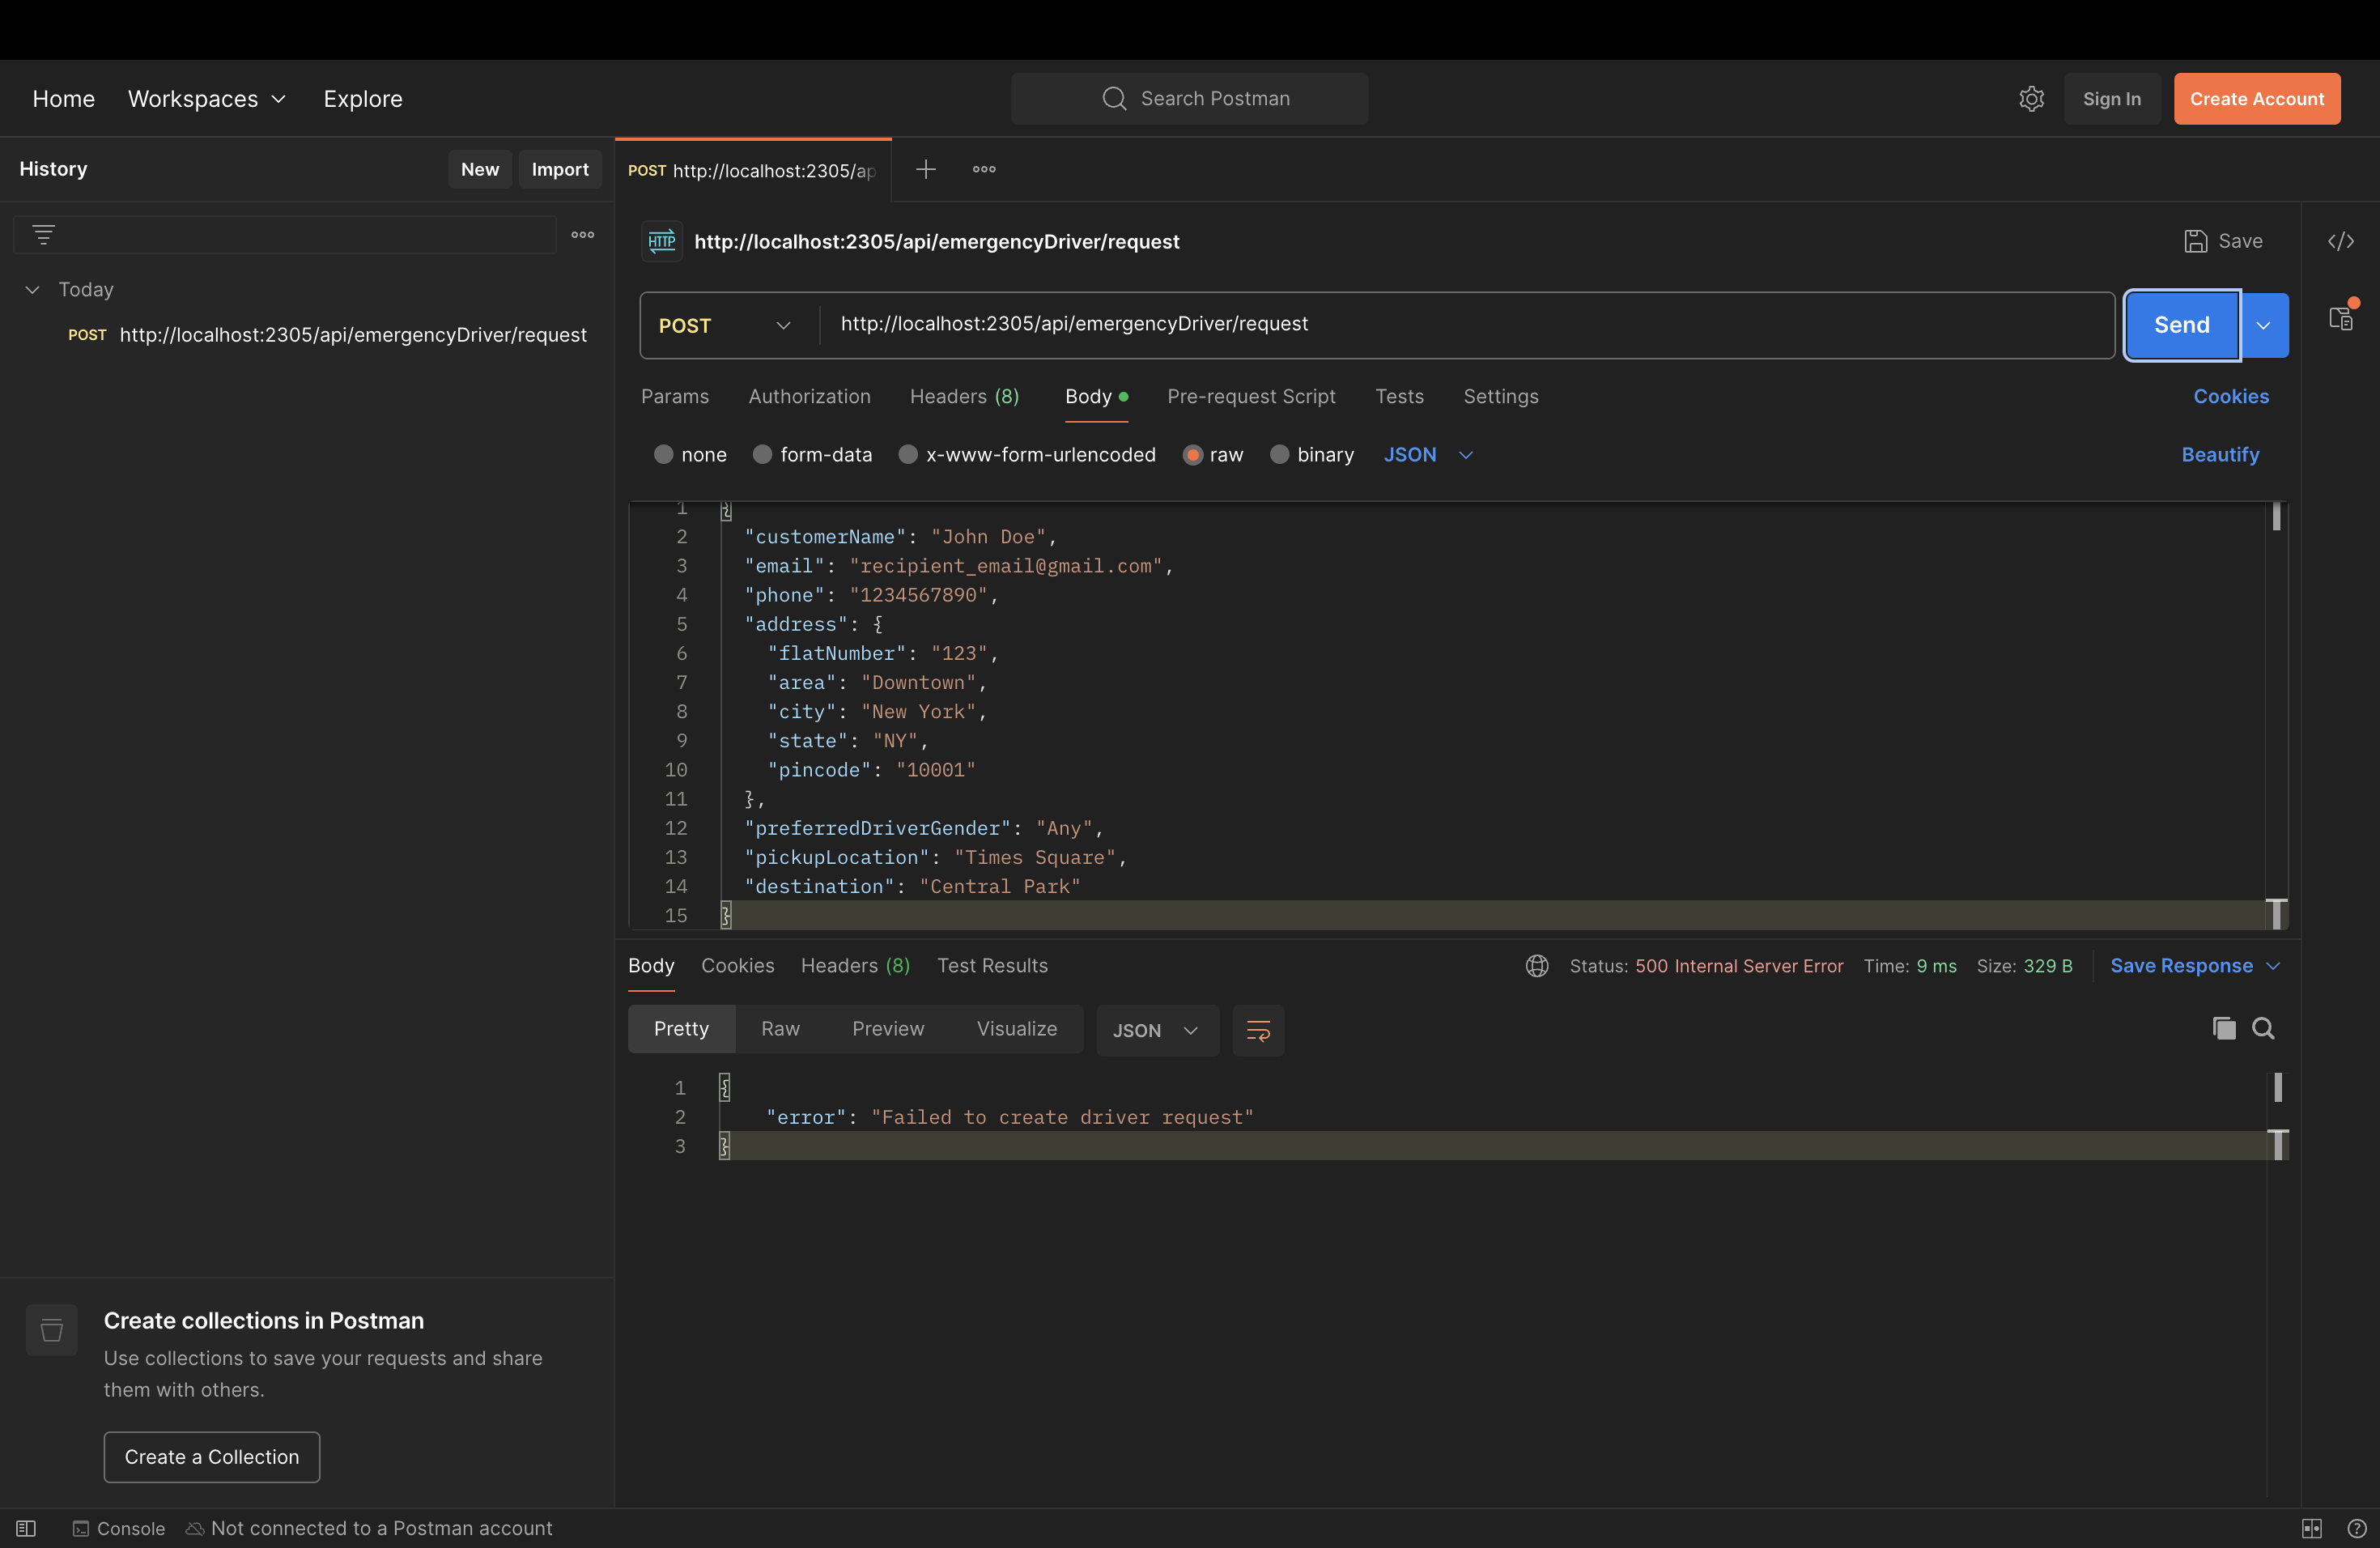 Home Workspaces Explore Search Postman Sign In Create Account
History New Import
Today
POST http://localhost:2305/api/emergencyDriver/request
Create collections in Postman
Use collections to save your requests and share
them with others.
Create a Collection
POST http://localhost:2305/ap
HTTP http://localhost:2305/api/emergencyDriver/request Save
POST http://localhost:2305/api/emergencyDriver/request Send
Params Authorization Headers (8) Body Pre-request Script Tests Settings Cookies
none form-data x-www-form-urlencoded raw binary JSON Beautify
1 {
2 "customerName": "John Doe",
3 "email": "recipient_email@gmail.com",
4 "phone": "1234567890",
5 "address": {
6 "flatNumber": "123",
7 "area": "Downtown",
8 "city": "New York",
9 "state": "NY",
10 "pincode": "10001"
11 },
12 "preferredDriverGender": "Any",
13 "pickupLocation": "Times Square",
14 "destination": "Central Park"
15 }
Body Cookies Headers (8) Test Results Status: 500 Internal Server Error Time: 9 ms Size: 329 B Save Response
Pretty Raw Preview Visualize JSON
1 {
2 "error": "Failed to create driver request"
3 }
Console Not connected to a Postman account